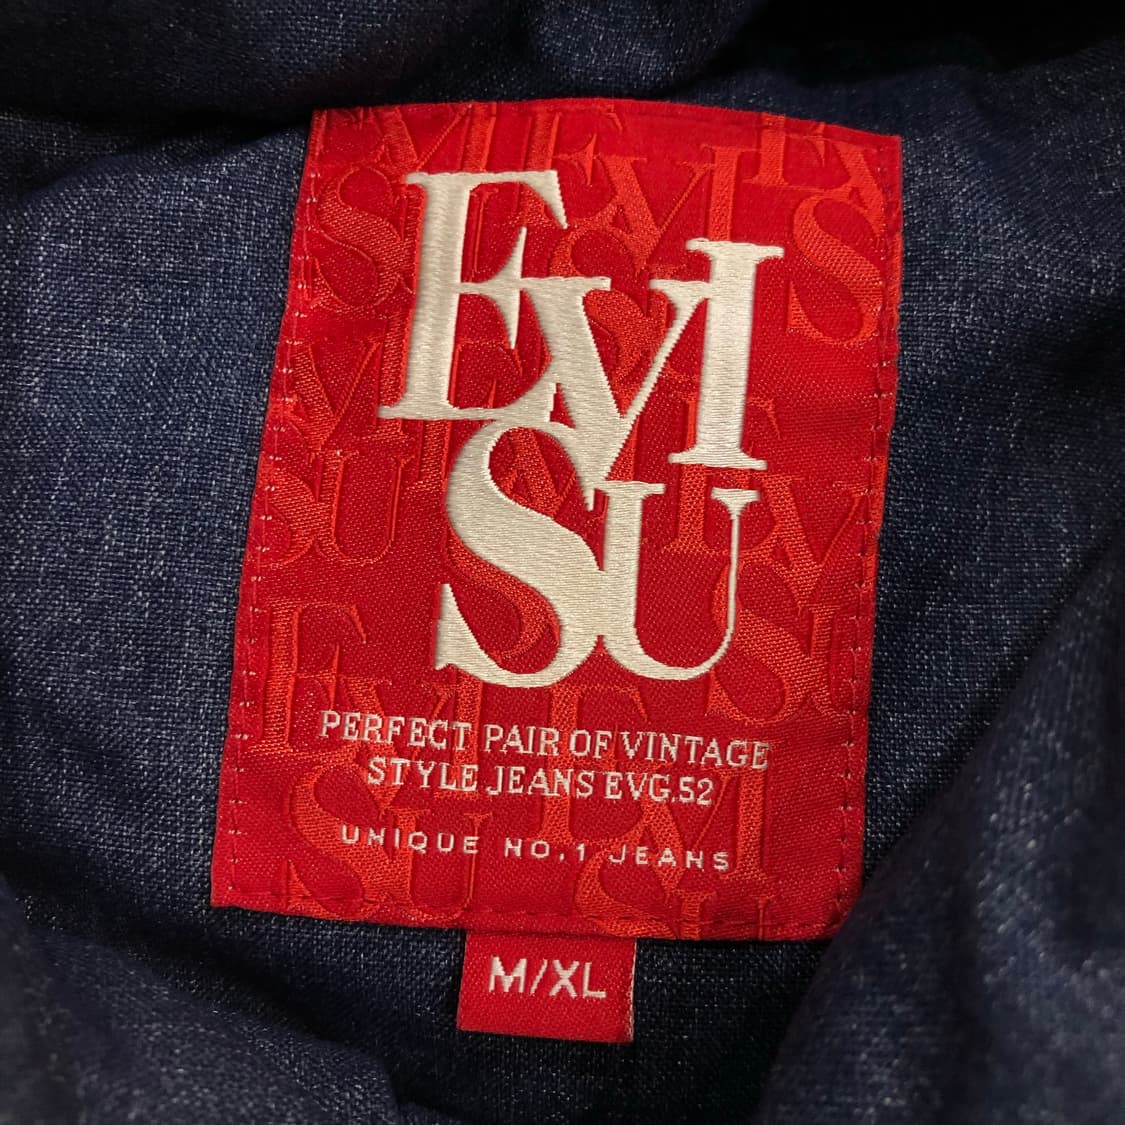 EVI
SU
PERFECT PAIR OF VINTAGE
STYLE JEANS EVG.52
UNIQUE NO.1 JEANS
M/XL